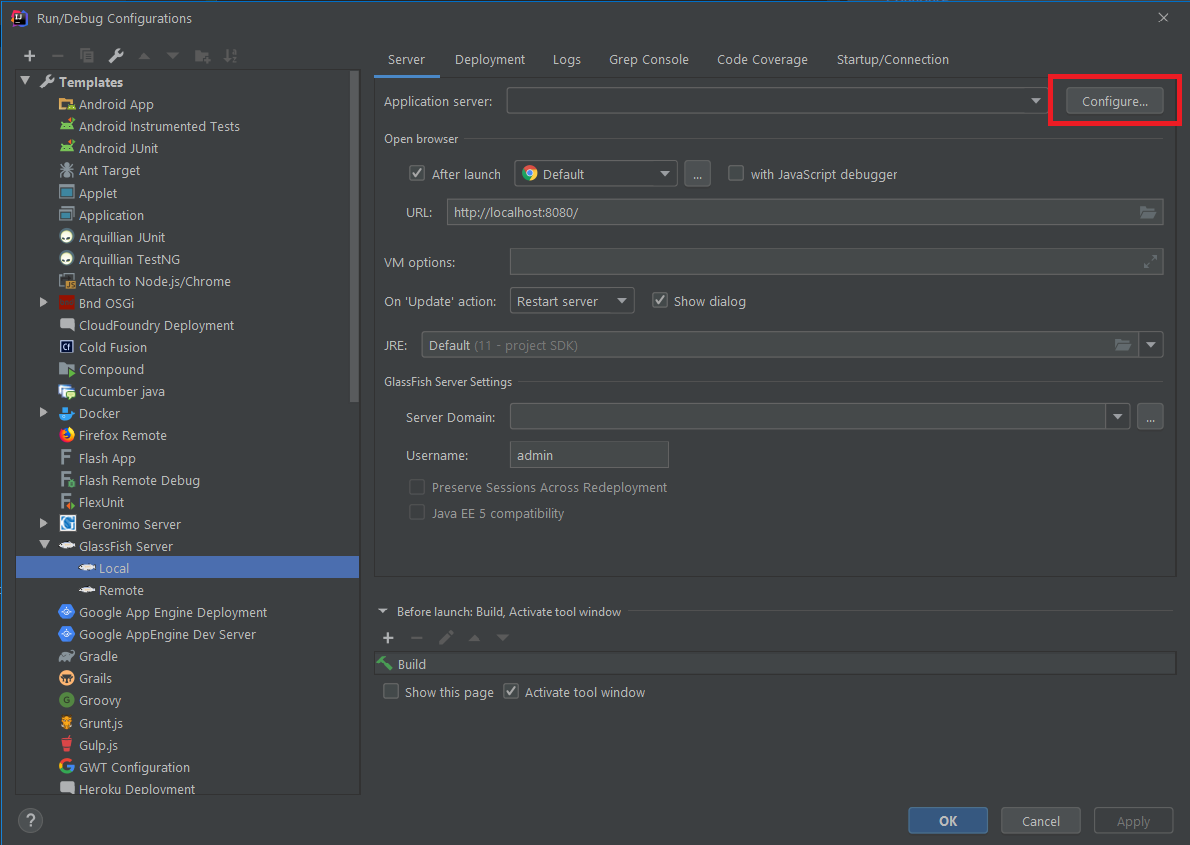 Run/Debug Configurations
Templates
Android App
Android Instrumented Tests
Android JUnit
Ant Target
Applet
Application
Arquillian JUnit
Arquillian TestNG
Attach to Node.js/Chrome
Bnd OSGi
CloudFoundry Deployment
Cold Fusion
Compound
Cucumber java
Docker
Firefox Remote
Flash App
Flash Remote Debug
FlexUnit
Geronimo Server
GlassFish Server
Local
Remote
Google App Engine Deployment
Google AppEngine Dev Server
Gradle
Grails
Groovy
Grunt.js
Gulp.js
GWT Configuration
Heroku Deployment
Server Deployment Logs Grep Console Code Coverage Startup/Connection
Application server: Configure...
Open browser
After launch Default ... with JavaScript debugger
URL: http://localhost:8080/
VM options:
On 'Update' action: Restart server Show dialog
JRE: Default (11 - project SDK)
GlassFish Server Settings
Server Domain: ...
Username: admin
Preserve Sessions Across Redeployment
Java EE 5 compatibility
Before launch: Build, Activate tool window
Build
Show this page Activate tool window
? OK Cancel Apply